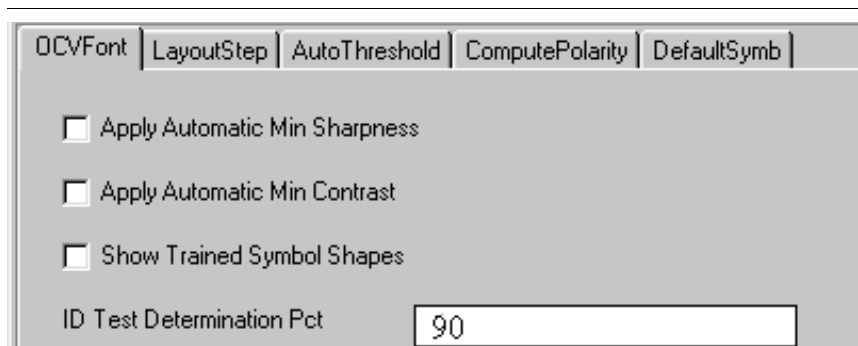 OCVFont LayoutStep AutoThreshold ComputePolarity DefaultSymb
Apply Automatic Min Sharpness
Apply Automatic Min Contrast
Show Trained Symbol Shapes
ID Test Determination Pct 90